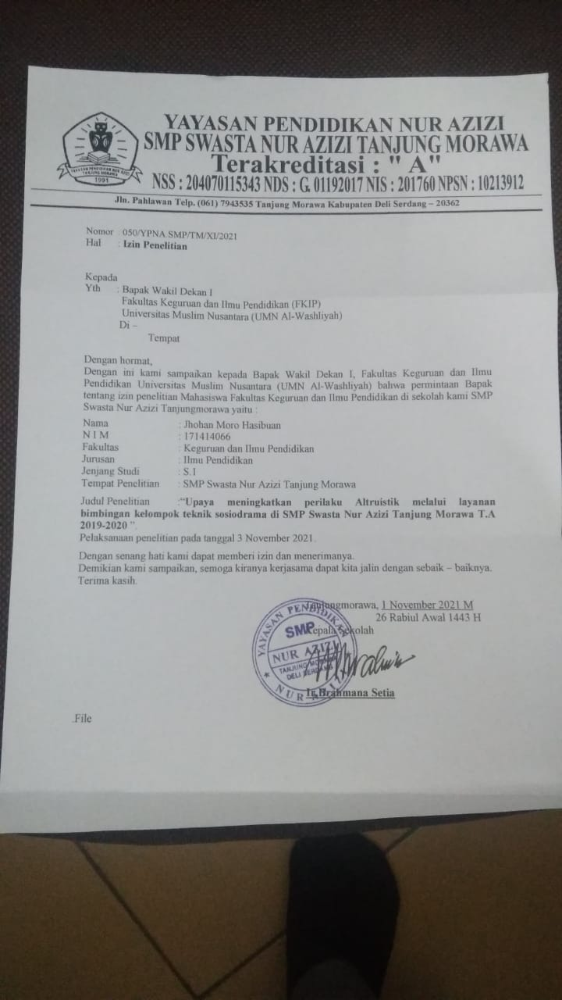 YAYASAN PENDIDIKAN NUR AZIZI
SMP SWASTA NUR AZIZI TANJUNG MORAWA
Terakreditasi : " A"
NSS : 204070115343 NDS : G. 01192017 NIS : 201760 NPSN : 10213912
Jln. Pahlawan Telp. (061) 7943535 Tanjung Morawa Kabupaten Deli Serdang – 20362
YAYASAN PENDIDIKAN NUR AZIZI
TANJUNG MORAWA
1991
Nomor : 050/YPNA.SMP/TM/XI/2021
Hal : Izin Penelitian
Kepada
Yth : Bapak Wakil Dekan I
Fakultas Keguruan dan Ilmu Pendidikan (FKIP)
Universitas Muslim Nusantara (UMN Al-Washliyah)
Di –
Tempat
Dengan hormat,
Dengan ini kami sampaikan kepada Bapak Wakil Dekan I, Fakultas Keguruan dan Ilmu
Pendidikan Universitas Muslim Nusantara (UMN Al-Washliyah) bahwa permintaan Bapak
tentang izin penelitian Mahasiswa Fakultas Keguruan dan Ilmu Pendidikan di sekolah kami SMP
Swasta Nur Azizi Tanjungmorawa yaitu :
Nama : Jhohan Moro Hasibuan
N I M : 171414066
Fakultas : Keguruan dan Ilmu Pendidikan
Jurusan : Ilmu Pendidikan
Jenjang Studi : S.1
Tempat Penelitian : SMP Swasta Nur Azizi Tanjung Morawa
Judul Penelitian :"Upaya meningkatkan perilaku Altruistik melalui layanan
bimbingan kelompok teknik sosiodrama di SMP Swasta Nur Azizi Tanjung Morawa T.A
2019-2020 ".
Pelaksanaan penelitian pada tanggal 3 November 2021.
Dengan senang hati kami dapat memberi izin dan menerimanya.
Demikian kami sampaikan, semoga kiranya kerjasama dapat kita jalin dengan sebaik – baiknya.
Terima kasih.
Tanjungmorawa, 1 November 2021 M
26 Rabiul Awal 1443 H
Kepala Sekolah
YAYASAN PENDIDIKAN
SMP
NUR AZIZI
TANJUNG MORAWA
DELI SERDANG
NUR AZIZI
Ir.Brahmana Setia
.File